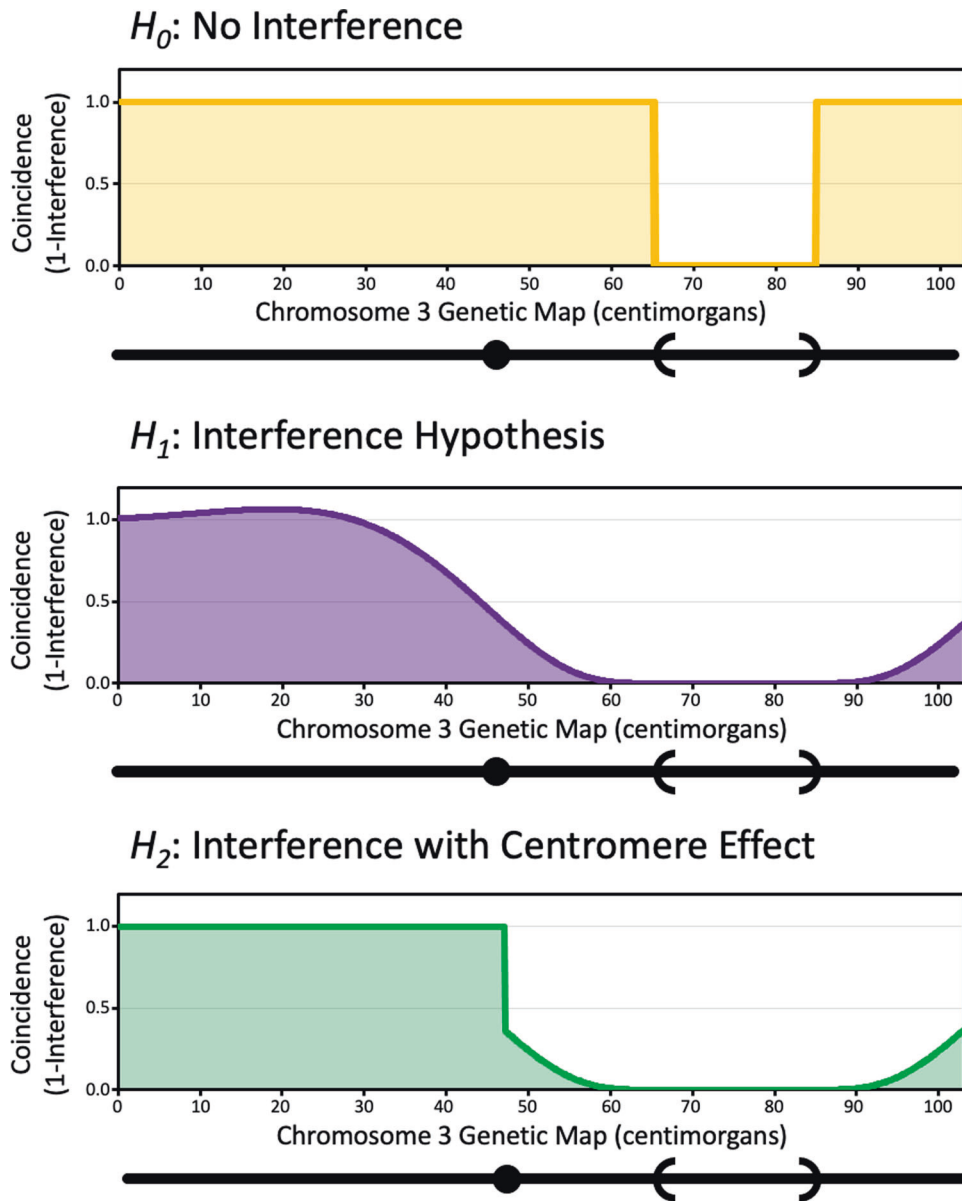 H0: No Interference
Coincidence
(1-Interference)
1.0
0.5
0.0
0 10 20 30 40 50 60 70 80 90 100
Chromosome 3 Genetic Map (centimorgans)
H1: Interference Hypothesis
Coincidence
(1-Interference)
1.0
0.5
0.0
0 10 20 30 40 50 60 70 80 90 100
Chromosome 3 Genetic Map (centimorgans)
H2: Interference with Centromere Effect
Coincidence
(1-Interference)
1.0
0.5
0.0
0 10 20 30 40 50 60 70 80 90 100
Chromosome 3 Genetic Map (centimorgans)